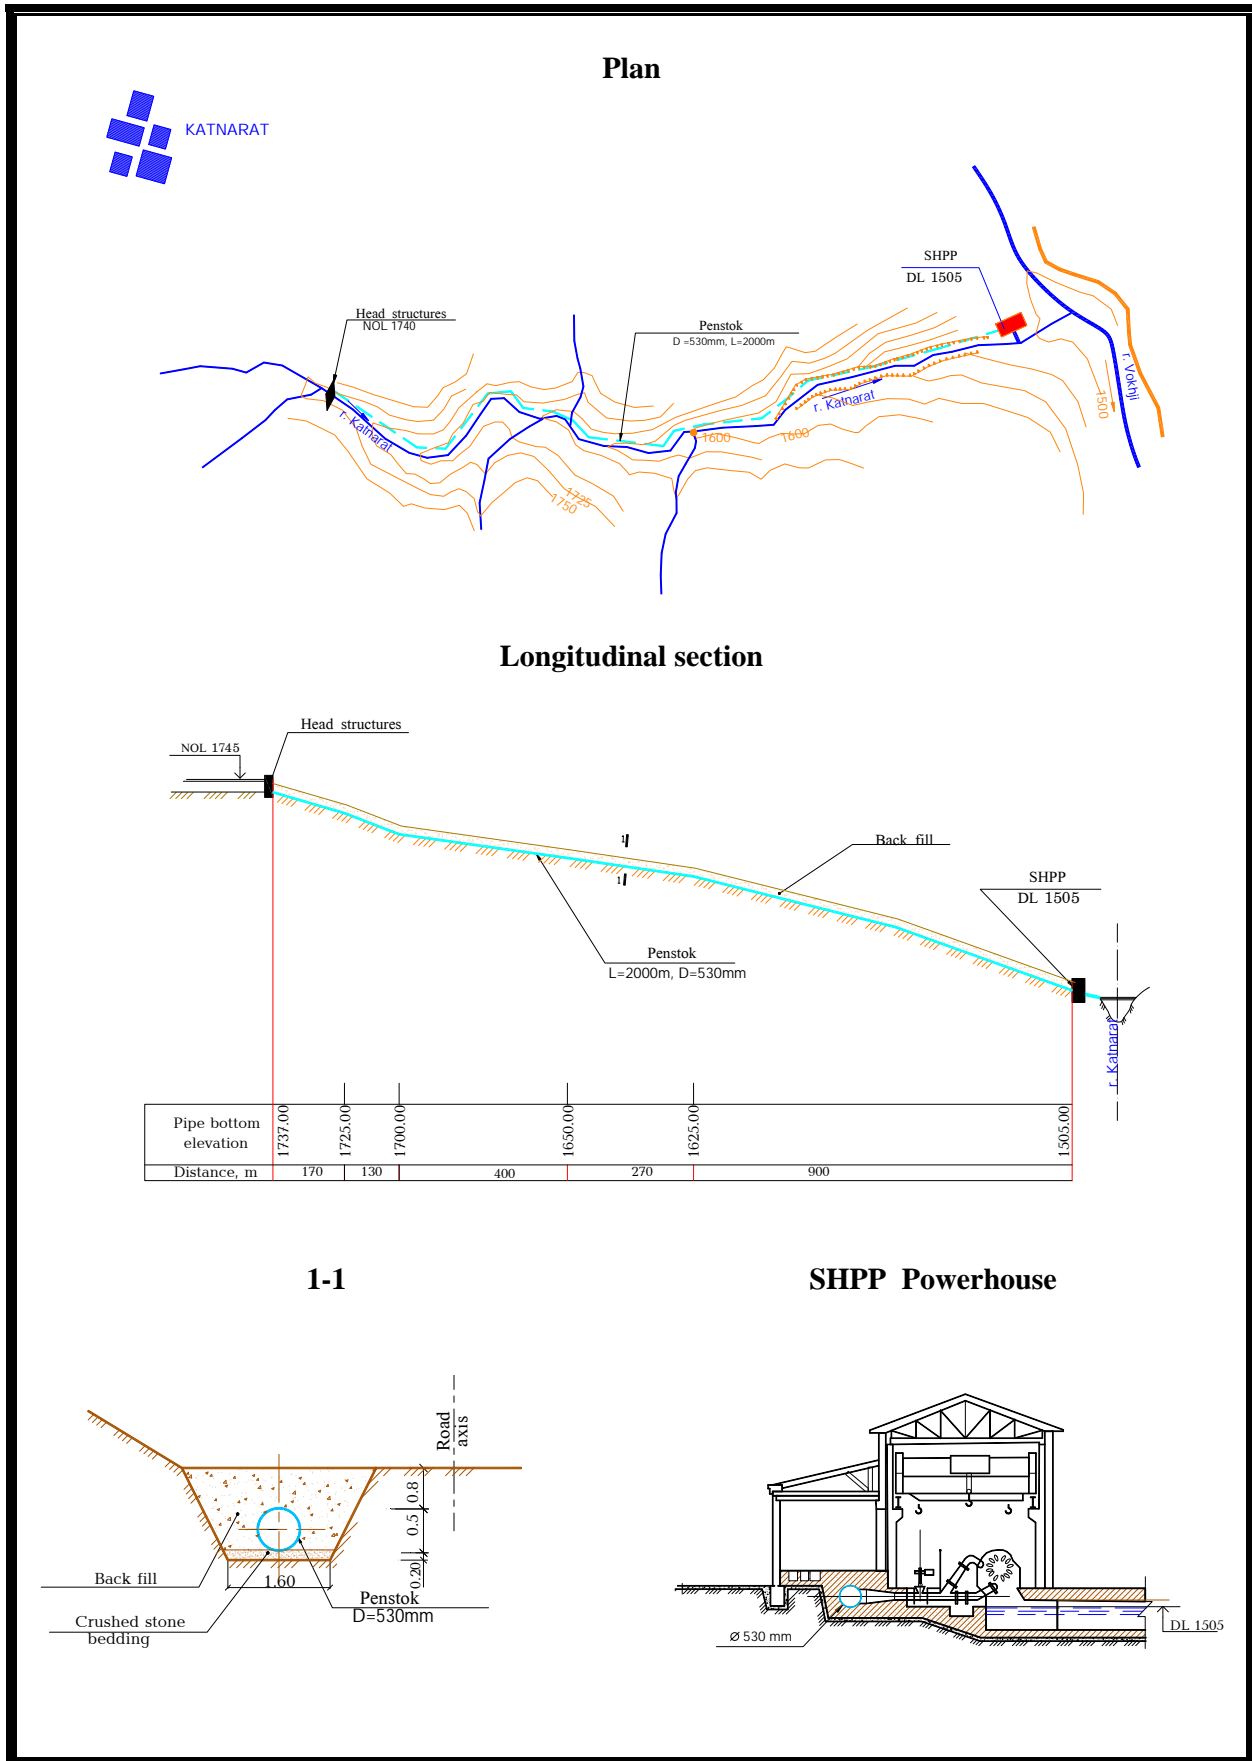 Plan
KATNARAT
SHPP
DL 1505
Head structures
NOL 1740
Penstok
D =530mm, L=2000m
r. Katnarat
r. Katnarat
r. Vokhji
1500
1600
1600
1725
1750
Longitudinal section
Head structures
NOL 1745
1
Back fill
1
SHPP
DL 1505
Penstok
L=2000m, D=530mm
r. Katnarat
Pipe bottom
elevation
1737.00
1725.00
1700.00
1650.00
1625.00
1505.00
Distance, m
170
130
400
270
900
1-1
SHPP Powerhouse
Road
axis
0.8
0.5
0.20
1.60
Back fill
Penstok
D=530mm
Crushed stone
bedding
Ø 530 mm
DL 1505